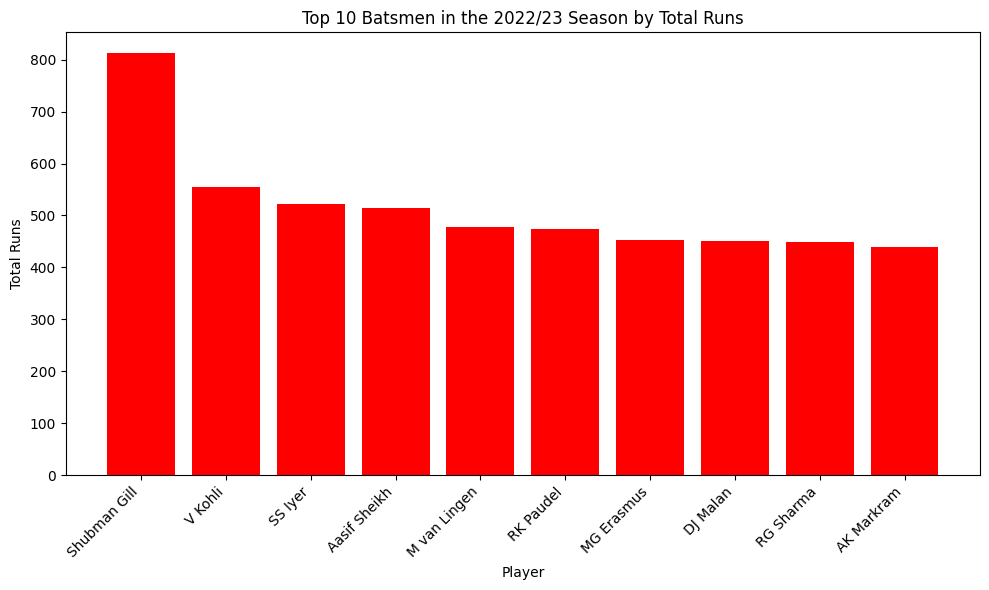 Top 10 Batsmen in the 2022/23 Season by Total Runs
Total Runs
800
700
600
500
400
300
200
100
0
Shubman Gill
V Kohli
SS Iyer
Aasif Sheikh
M van Lingen
RK Paudel
MG Erasmus
DJ Malan
RG Sharma
AK Markram
Player